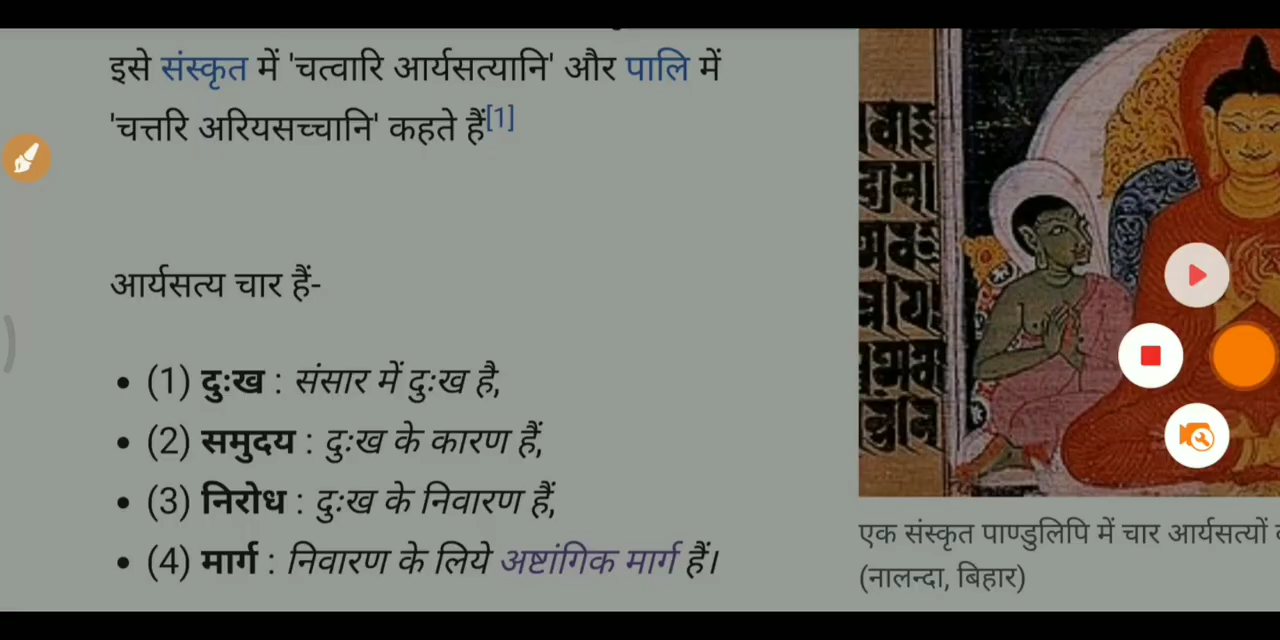 इसे संस्कृत में 'चत्वारि आर्यसत्यानि' और पालि में
'चत्तरि अरियसच्चानि' कहते हैं[1]
आर्यसत्य चार हैं-
• (1) दुःख : संसार में दुःख है,
• (2) समुदय : दुःख के कारण हैं,
• (3) निरोध : दुःख के निवारण हैं,
• (4) मार्ग : निवारण के लिये अष्टांगिक मार्ग हैं।
एक संस्कृत पाण्डुलिपि में चार आर्यसत्यों
(नालन्दा, बिहार)